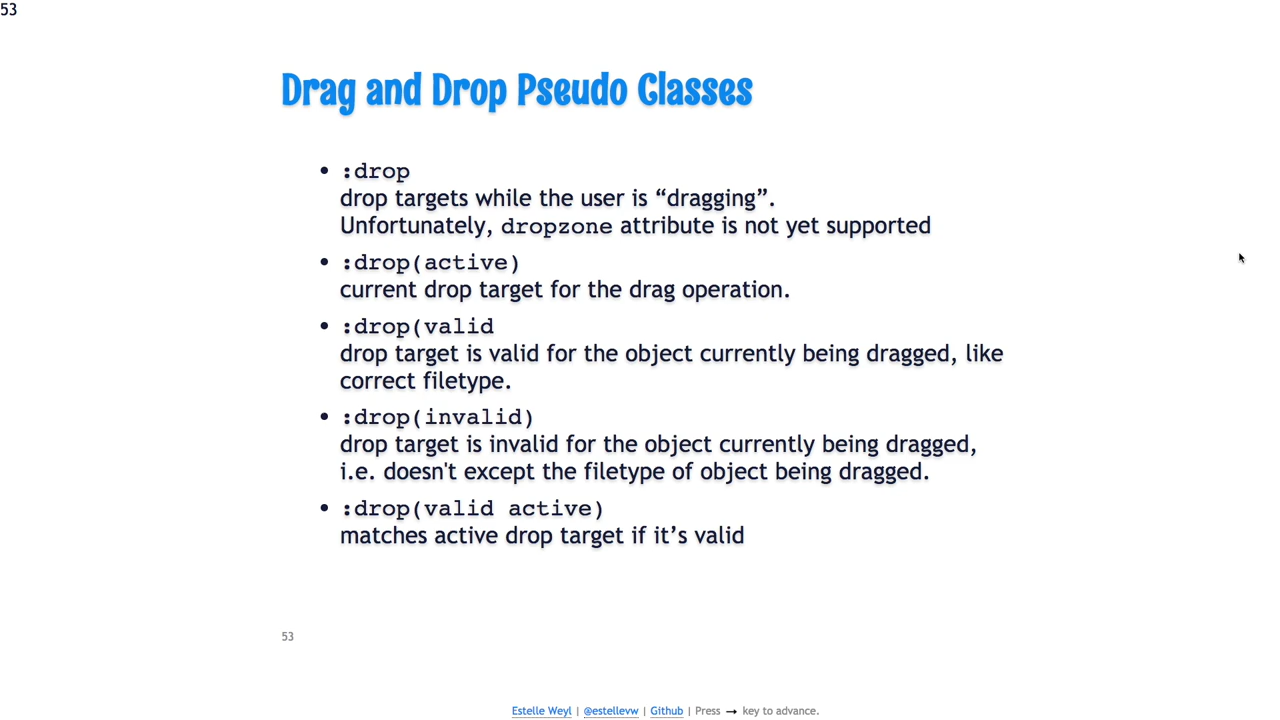 53
Drag and Drop Pseudo Classes
• :drop
drop targets while the user is “dragging”.
Unfortunately, dropzone attribute is not yet supported
• :drop(active)
current drop target for the drag operation.
• :drop(valid
drop target is valid for the object currently being dragged, like
correct filetype.
• :drop(invalid)
drop target is invalid for the object currently being dragged,
i.e. doesn't except the filetype of object being dragged.
• :drop(valid active)
matches active drop target if it’s valid
53
Estelle Weyl | @estellevw | Github | Press → key to advance.